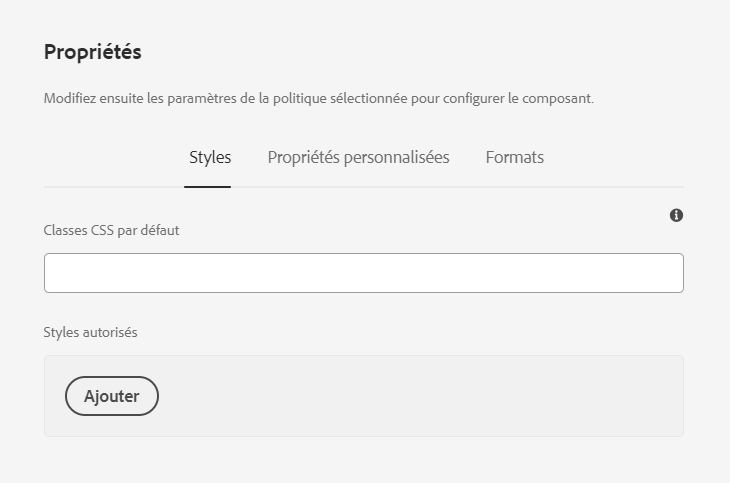 Propriétés
Modifiez ensuite les paramètres de la politique sélectionnée pour configurer le composant.
Styles Propriétés personnalisées Formats
Classes CSS par défaut
Styles autorisés
Ajouter